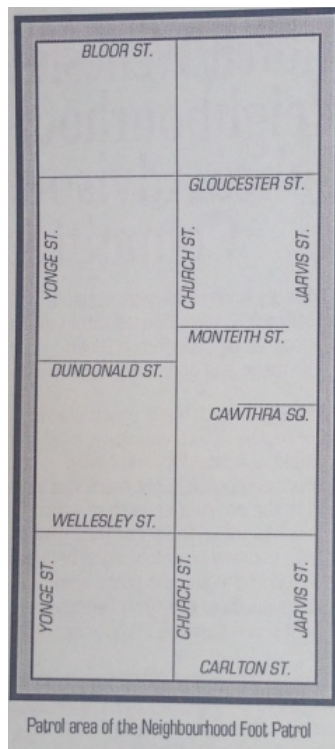 BLOOR ST.
GLOUCESTER ST.
YONGE ST.
CHURCH ST.
JARVIS ST.
MONTEITH ST.
DUNDONALD ST.
CAWTHRA SQ.
WELLESLEY ST.
YONGE ST.
CHURCH ST.
JARVIS ST.
CARLTON ST.
Patrol area of the Neighbourhood Foot Patrol